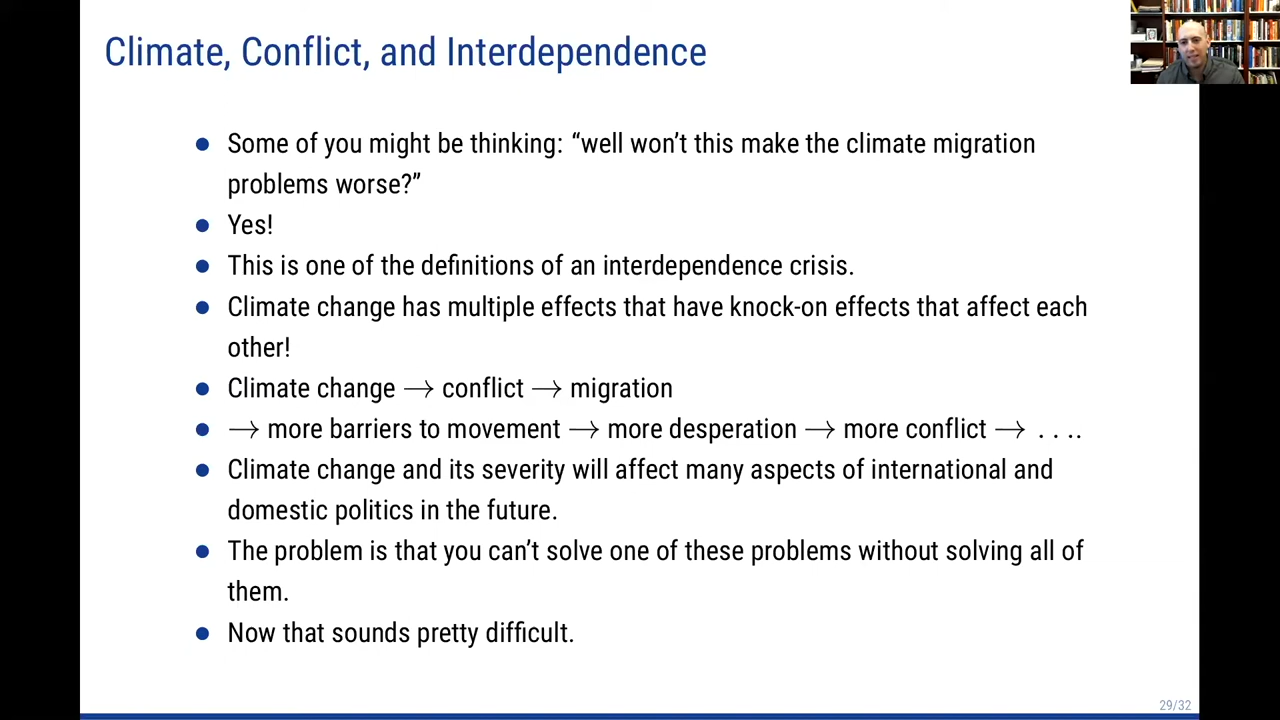 Climate, Conflict, and Interdependence
● Some of you might be thinking: “well won’t this make the climate migration
problems worse?”
● Yes!
● This is one of the definitions of an interdependence crisis.
● Climate change has multiple effects that have knock-on effects that affect each
other!
● Climate change → conflict → migration
● → more barriers to movement → more desperation → more conflict → . . ..
● Climate change and its severity will affect many aspects of international and
domestic politics in the future.
● The problem is that you can’t solve one of these problems without solving all of
them.
● Now that sounds pretty difficult.
29/32